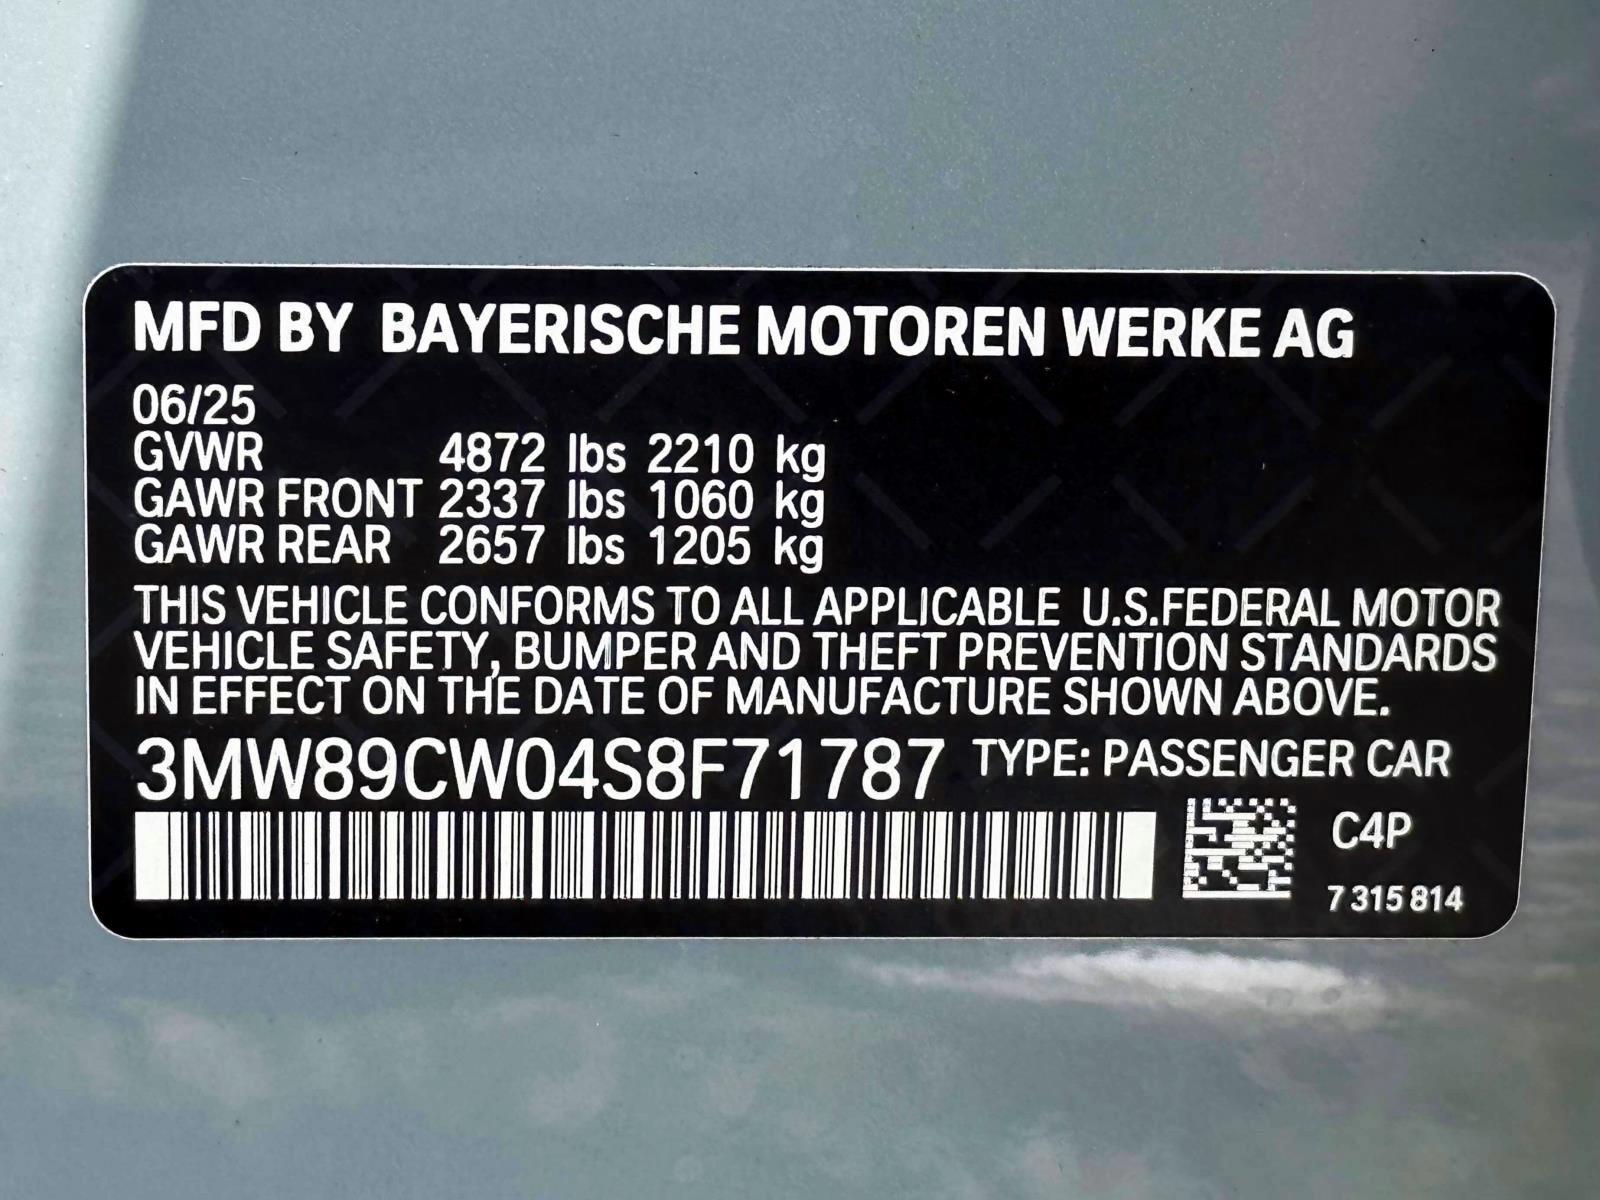 MFD BY BAYERISCHE MOTOREN WERKE AG
06/25
GVWR 4872 lbs 2210 kg
GAWR FRONT 2337 lbs 1060 kg
GAWR REAR 2657 lbs 1205 kg
THIS VEHICLE CONFORMS TO ALL APPLICABLE U.S.FEDERAL MOTOR
VEHICLE SAFETY, BUMPER AND THEFT PREVENTION STANDARDS
IN EFFECT ON THE DATE OF MANUFACTURE SHOWN ABOVE.
3MW89CW04S8F71787 TYPE: PASSENGER CAR
C4P
7 315 814